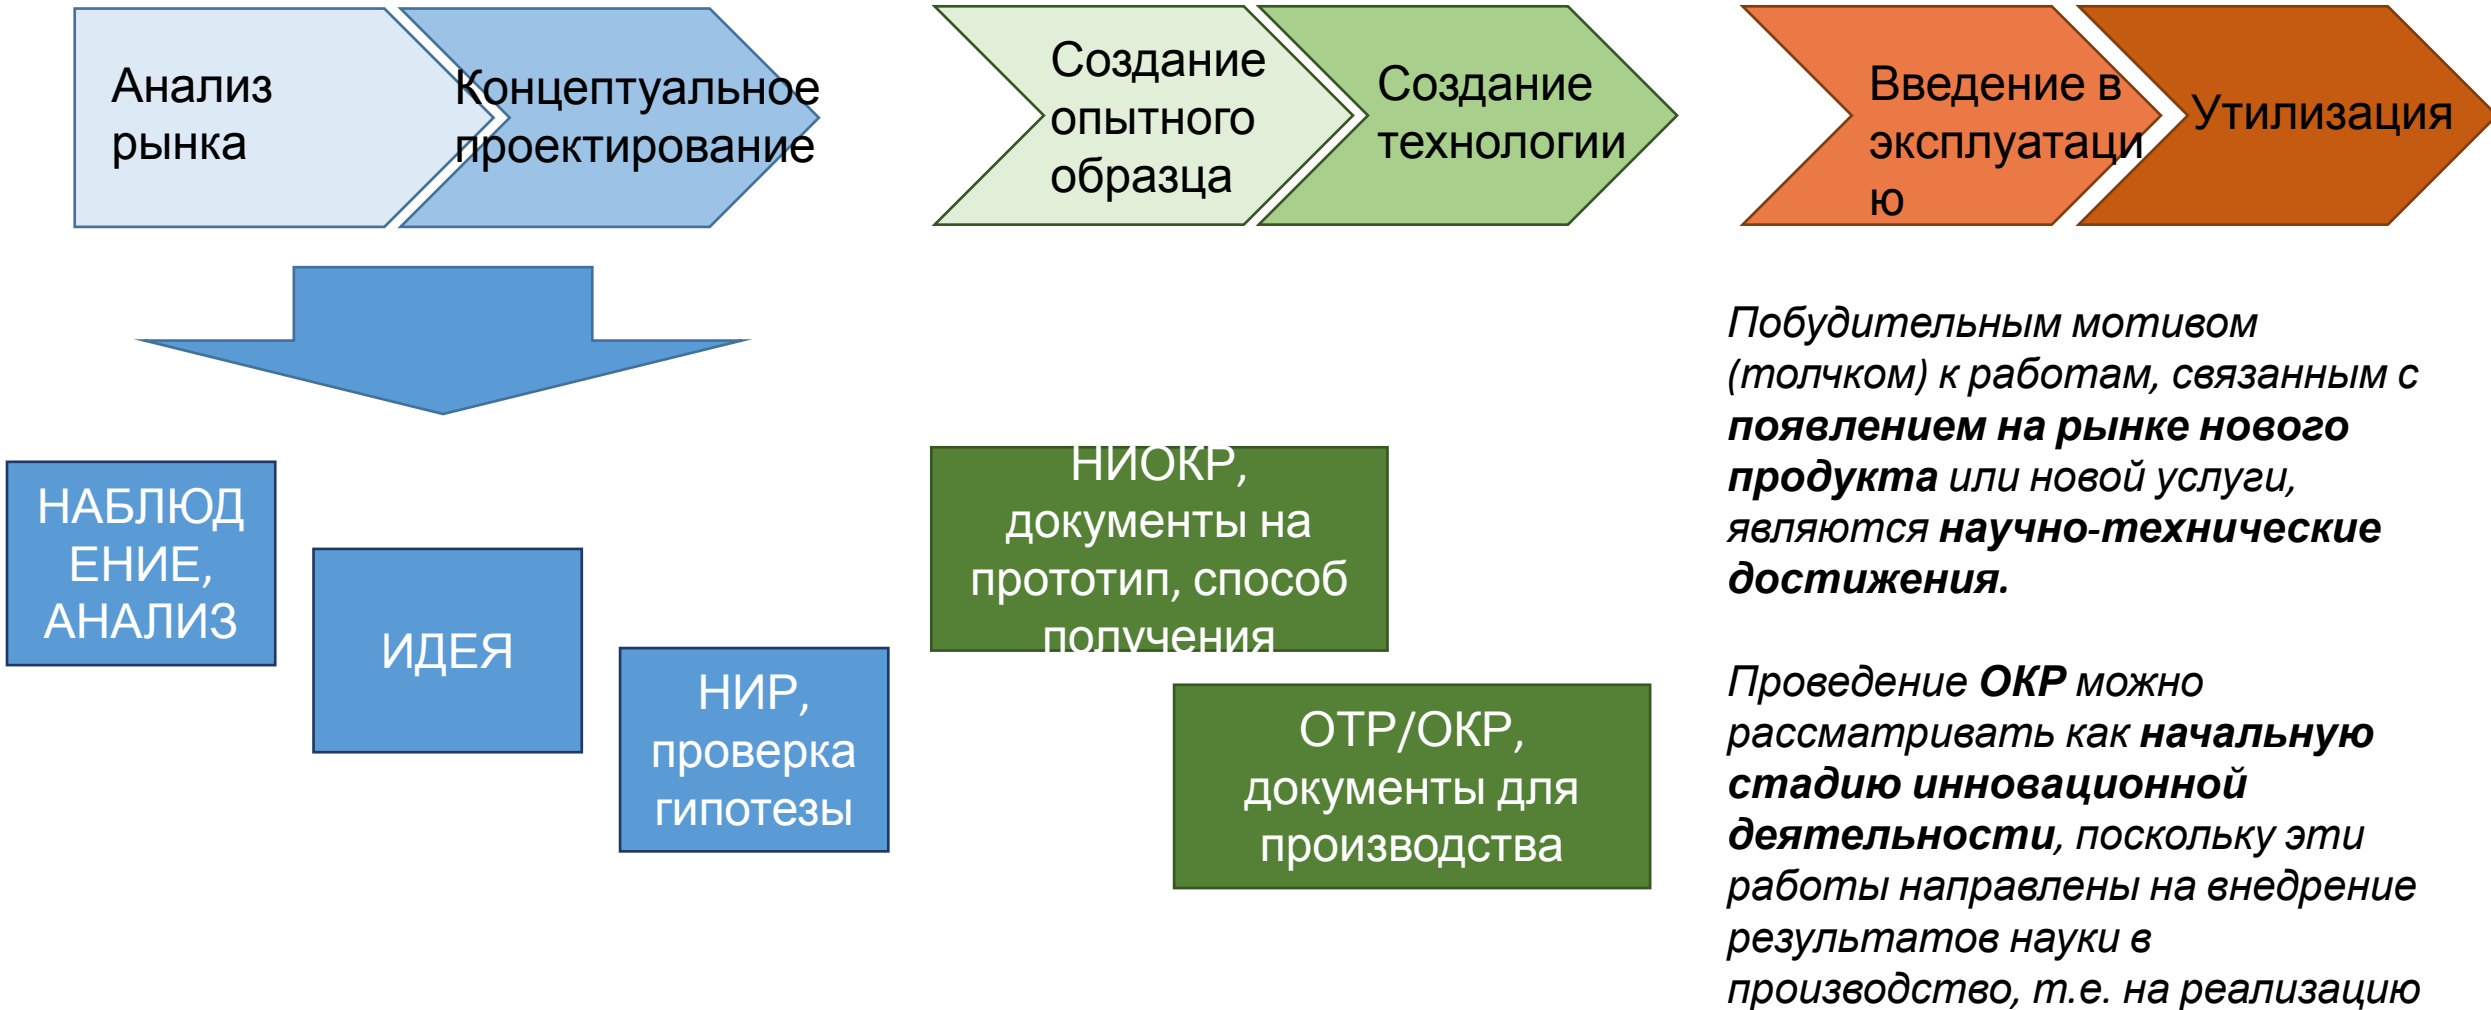 Анализ
рынка
Концептуальное
проектирование
Создание
опытного
образца
Создание
технологии
Введение в
эксплуатаци
ю
Утилизация
НАБЛЮД
ЕНИЕ,
АНАЛИЗ
ИДЕЯ
НИР,
проверка
гипотезы
НИОКР,
документы на
прототип, способ
получения
ОТР/ОКР,
документы для
производства
Побудительным мотивом
(толчком) к работам, связанным с
появлением на рынке нового
продукта или новой услуги,
являются научно-технические
достижения.
Проведение ОКР можно
рассматривать как начальную
стадию инновационной
деятельности, поскольку эти
работы направлены на внедрение
результатов науки в
производство, т.е. на реализацию